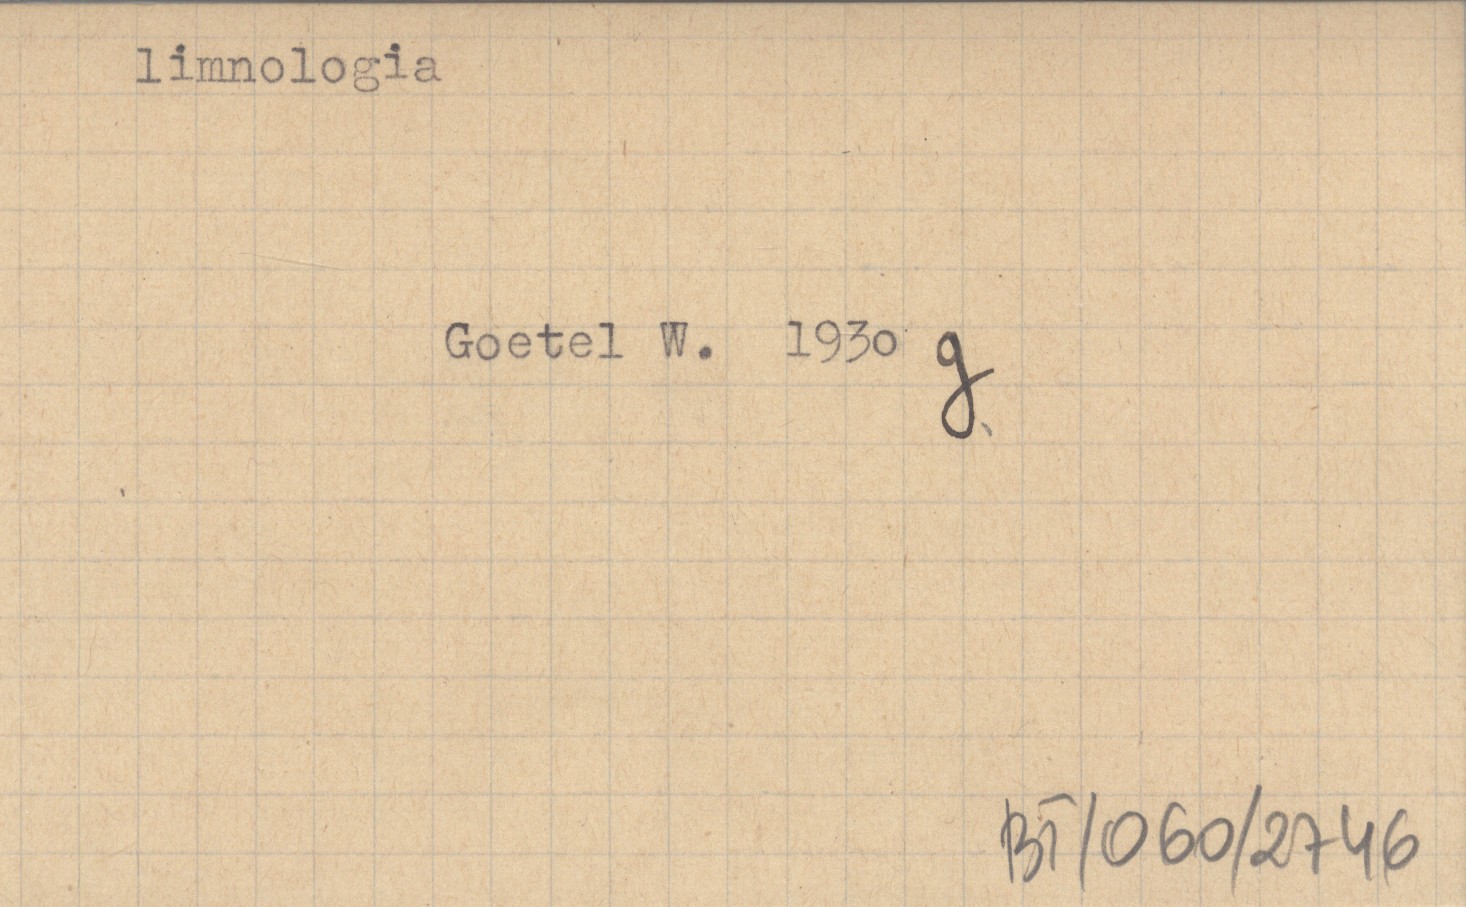 limnologia
Goetel W. 1930 g
BT/060/2746